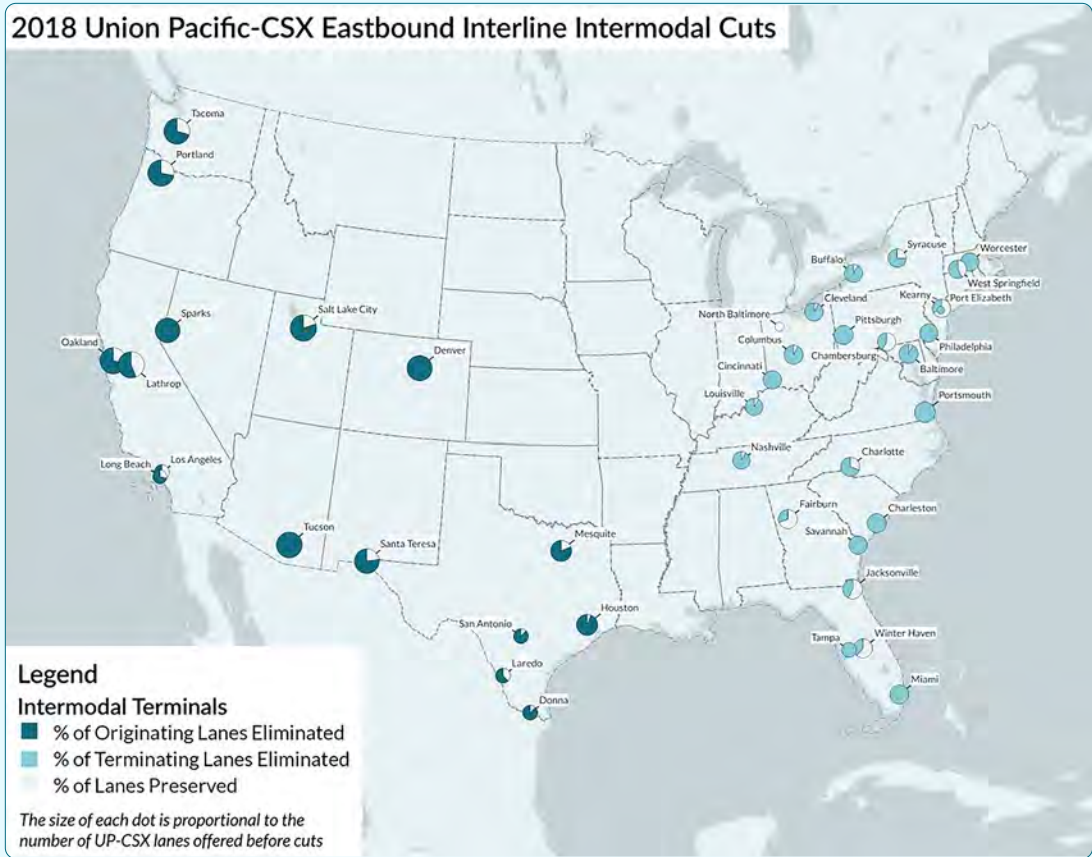 2018 Union Pacific-CSX Eastbound Interline Intermodal Cuts
Tacoma
Portland
Sparks
Salt Lake City
Oakland
Lathrop
Denver
Long Beach
Los Angeles
Tucson
Santa Teresa
Mesquite
Houston
San Antonio
Laredo
Donna
Syracuse
Worcester
Buffalo
West Springfield
Kearny
Port Elizabeth
Cleveland
North Baltimore
Pittsburgh
Columbus
Chambersburg
Philadelphia
Baltimore
Cincinnati
Louisville
Portsmouth
Nashville
Charlotte
Fairburn
Charleston
Savannah
Jacksonville
Tampa
Winter Haven
Miami
Legend
Intermodal Terminals
% of Originating Lanes Eliminated
% of Terminating Lanes Eliminated
% of Lanes Preserved
The size of each dot is proportional to the
number of UP-CSX lanes offered before cuts